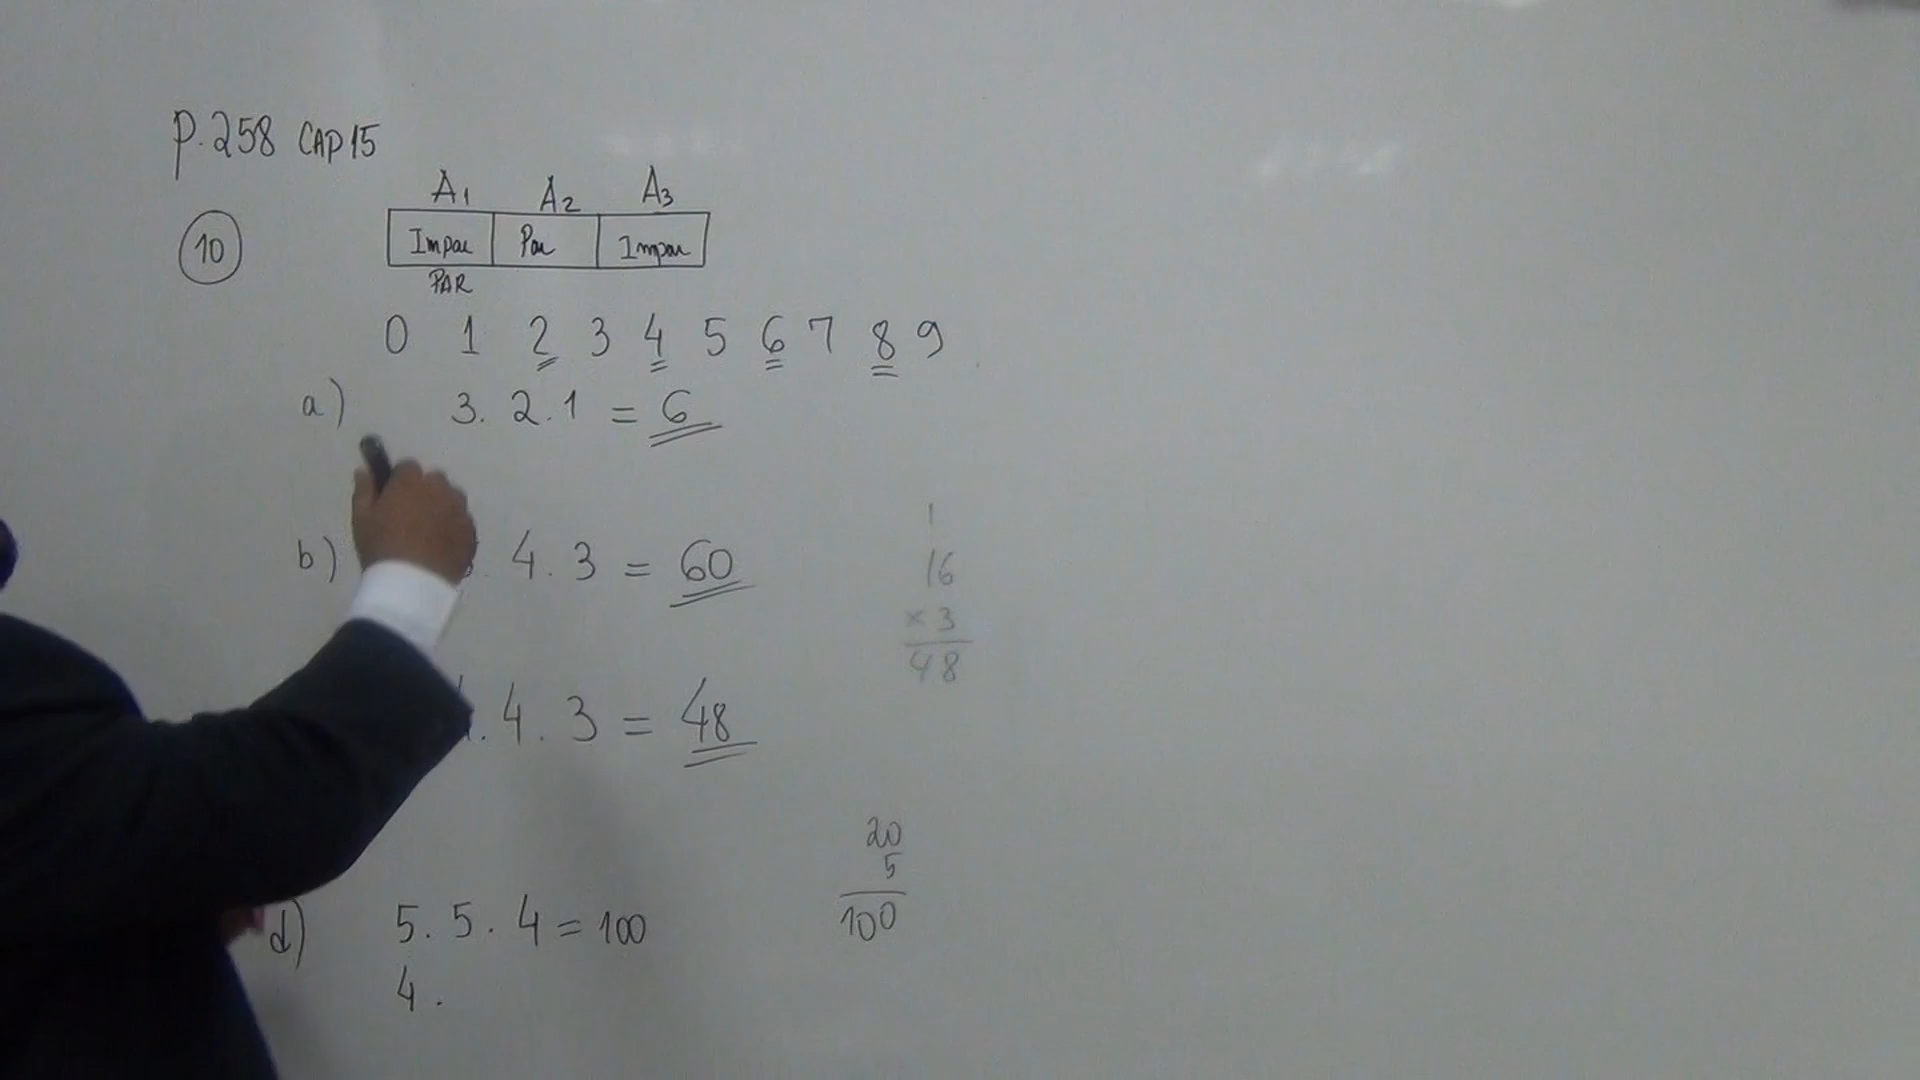 P.258 CAP 15
A1 A2 A3
10 Impar Par Impar
PAR
0 1 2 3 4 5 6 7 8 9
a) 3. 2. 1 = 6
b) 4. 3 = 60
. 4. 3 = 48
1
16
× 3
48
20
5
100
d) 5. 5. 4 = 100
4 .